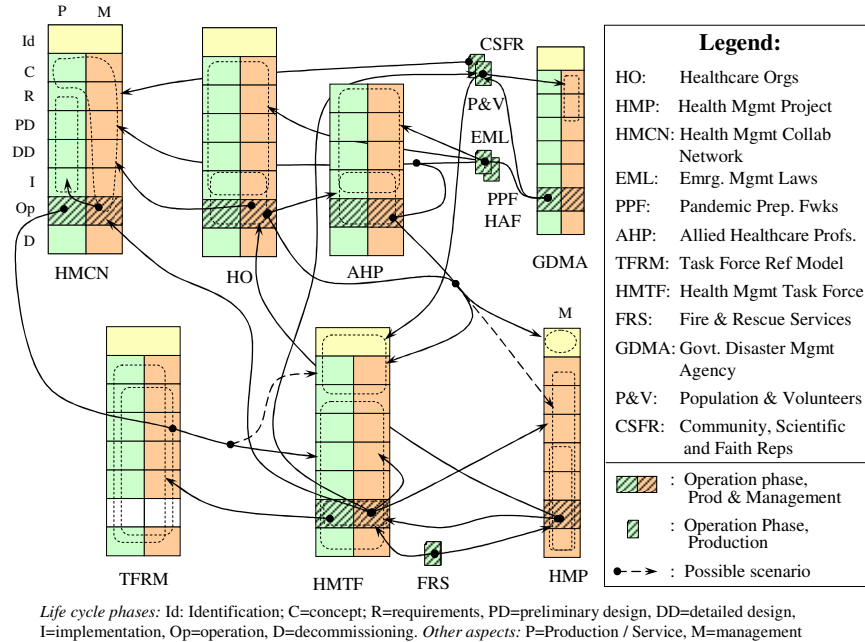 P M
Id
C
R
PD
DD
I
Op
D
HMCN
HO
AHP
CSFR
P&V
EML
PPF
HAF
GDMA
M
TFRM
HMTF
FRS
HMP
Legend:
HO: Healthcare Orgs
HMP: Health Mgmt Project
HMCN: Health Mgmt Collab
Network
EML: Emrg. Mgmt Laws
PPF: Pandemic Prep. Fwks
AHP: Allied Healthcare Profs.
TFRM: Task Force Ref Model
HMTF: Health Mgmt Task Force
FRS: Fire & Rescue Services
GDMA: Govt. Disaster Mgmt
Agency
P&V: Population & Volunteers
CSFR: Community, Scientific
and Faith Reps
: Operation phase,
Prod & Management
: Operation Phase,
Production
: Possible scenario
Life cycle phases: Id: Identification; C=concept; R=requirements, PD=preliminary design, DD=detailed design,
I=implementation, Op=operation, D=decommissioning. Other aspects: P=Production / Service, M=management